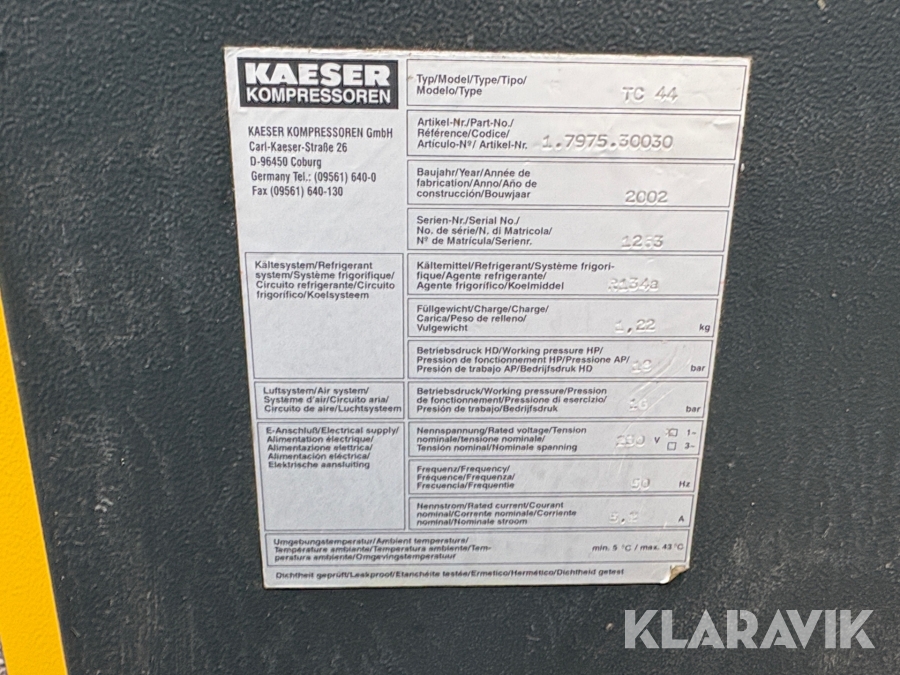 KAESER
KOMPRESSOREN
KAESER KOMPRESSOREN GmbH
Carl-Kaeser-Straße 26
D-96450 Coburg
Germany Tel.: (09561) 640-0
Fax (09561) 640-130
Typ/Model/Type/Tipo/
Modelo/Type
TC 44
Artikel-Nr./Part-No./
Référence/Codice/
Artículo-Nº/ Artikel-Nr.
1.7975.30030
Baujahr/Year/Année de
fabrication/Anno/Año de
construcción/Bouwjaar
2002
Serien-Nr./Serial No./
No. de série/N. di Matricola/
Nº de Matrícula/Serienr.
Kältesystem/Refrigerant
system/Système frigorifique/
Circuito refrigerante/Circuito
frigorífico/Koelsysteem
Kältemittel/Refrigerant/Système frigori-
fique/Agente refrigerante/
Agente frigorífico/Koelmiddel
R134a
Füllgewicht/Charge/Charge/
Carica/Peso de relleno/
Vulgewicht
1,22
kg
Betriebsdruck HD/Working pressure HP/
Pression de fonctionnement HP/Pressione AP/
Presión de trabajo AP/Bedrijfsdruk HD
bar
Luftsystem/Air system/
Système d'air/Circuito aria/
Circuito de aire/Luchtsysteem
Betriebsdruck/Working pressure/Pression
de fonctionnement/Pressione di esercizio/
Presión de trabajo/Bedrijfsdruk
16
bar
E-Anschluß/Electrical supply/
Alimentation électrique/
Alimentazione elettrica/
Alimentación eléctrica/
Elektrische aansluiting
Nennspannung/Rated voltage/Tension
nominale/tensione nominale/
Tensión nominal/Nominale spanning
V
1~
3~
Frequenz/Frequency/
Fréquence/Frequenza/
Frecuencia/Frequentie
50
Hz
Nennstrom/Rated current/Courant
nominal/Corrente nominale/Corriente
nominal/Nominale stroom
A
Umgebungstemperatur/Ambient temperature/
Température ambiante/Temperatura ambiente/Tem-
peratura ambiente/Omgevingstemperatuur
min. 5 °C / max. 43 °C
Dichtheit geprüft/Leakproof/Etanchéité testée/Ermetico/Hermético/Dichtheid getest
KLARAVIK